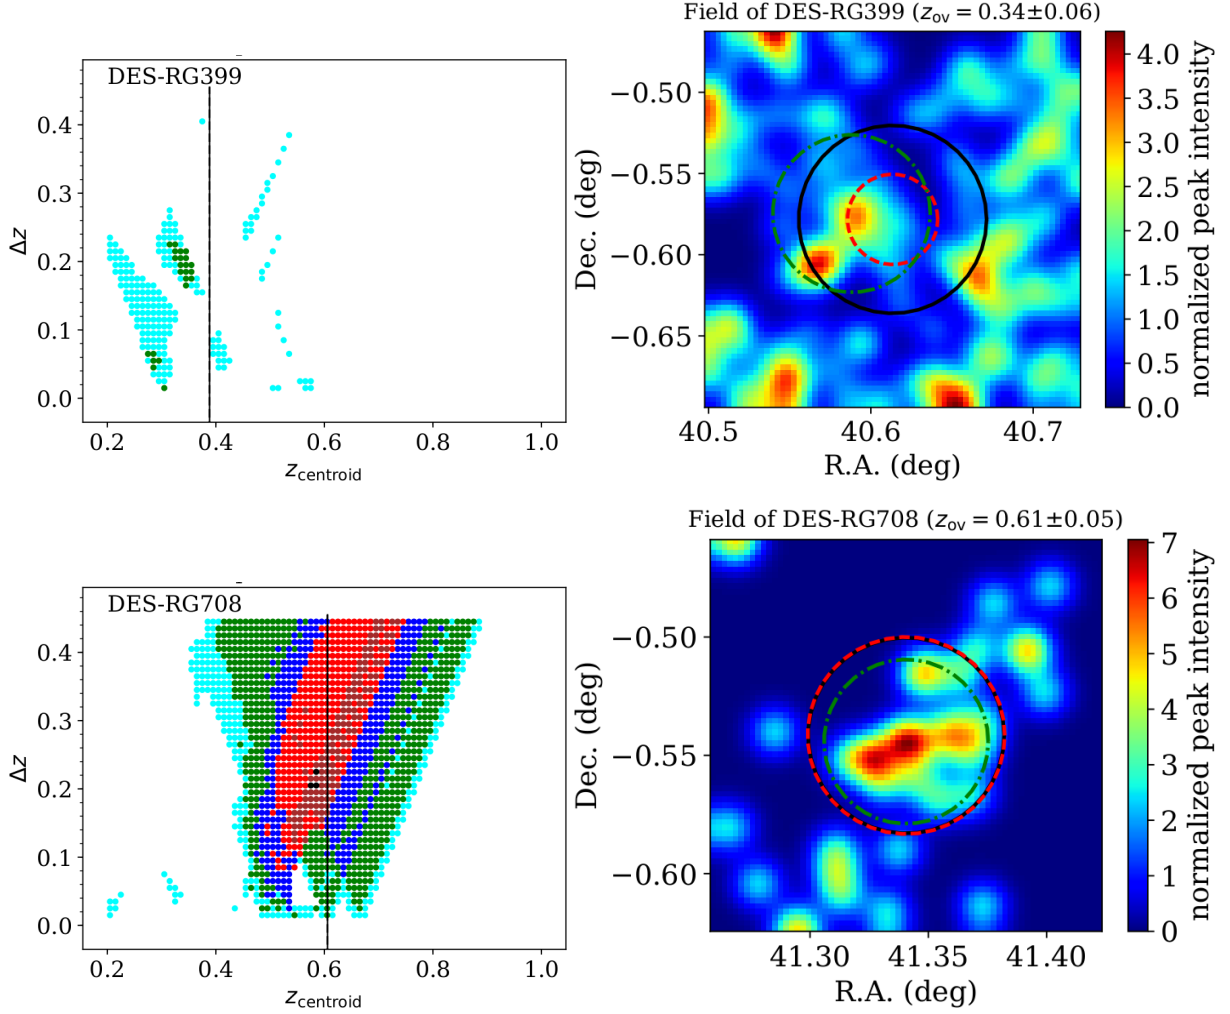 DES-RG399
0.4
0.3
0.2
0.1
0.0
Δz
0.2 0.4 0.6 0.8 1.0
z_centroid
Field of DES-RG399 (z_ov = 0.34±0.06)
−0.50
−0.55
−0.60
−0.65
Dec. (deg)
40.5 40.6 40.7
R.A. (deg)
4.0
3.5
3.0
2.5
2.0
1.5
1.0
0.5
0.0
normalized peak intensity
DES-RG708
0.4
0.3
0.2
0.1
0.0
Δz
0.2 0.4 0.6 0.8 1.0
z_centroid
Field of DES-RG708 (z_ov = 0.61±0.05)
−0.50
−0.55
−0.60
Dec. (deg)
41.30 41.35 41.40
R.A. (deg)
7
6
5
4
3
2
1
0
normalized peak intensity